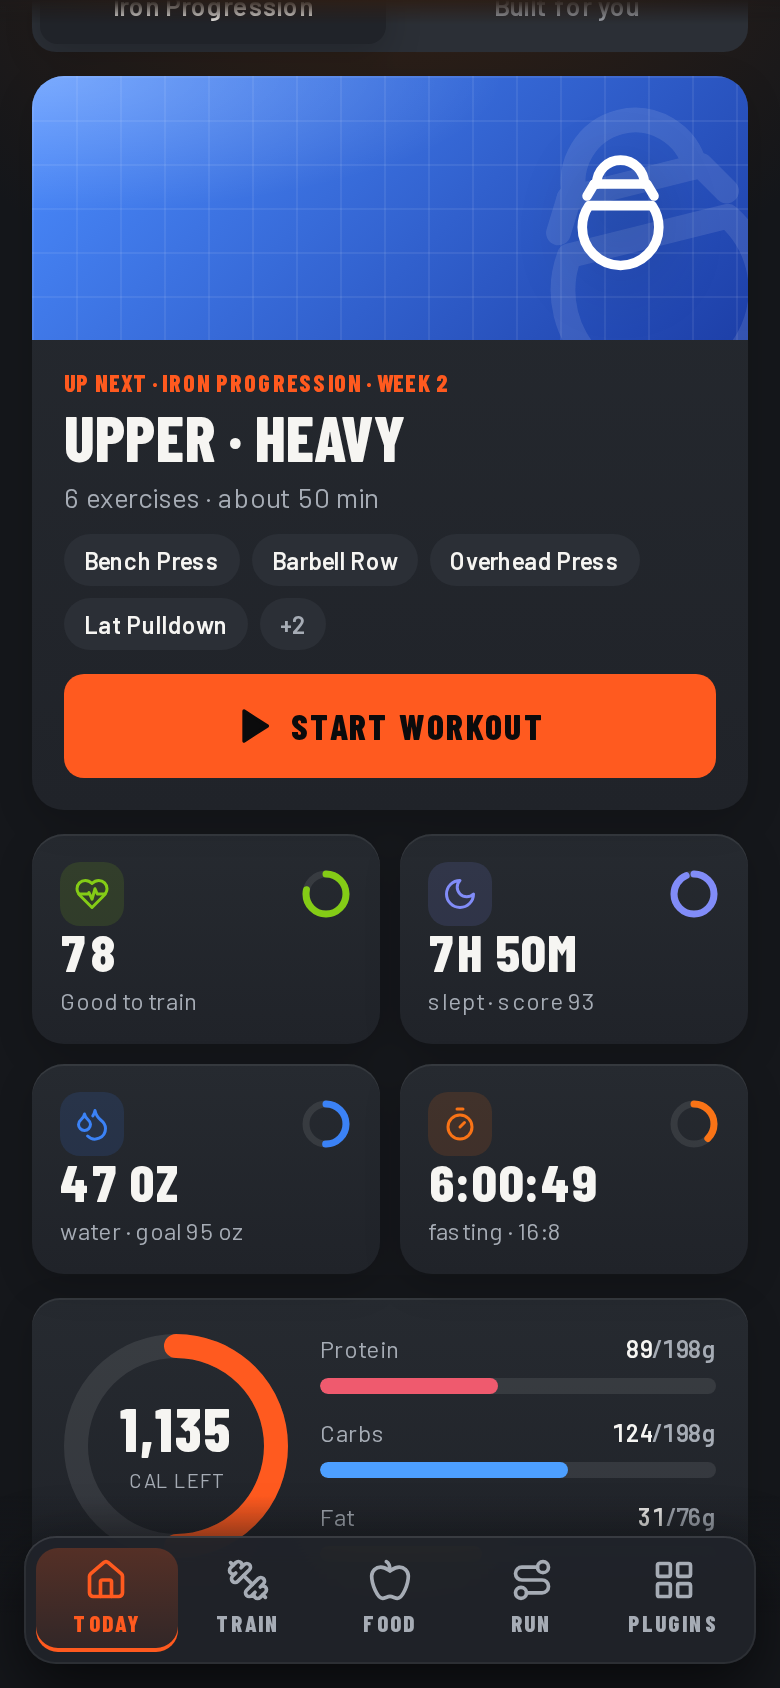 Iron Progression
Built for you
UP NEXT · IRON PROGRESSION · WEEK 2
UPPER · HEAVY
6 exercises · about 50 min
Bench Press
Barbell Row
Overhead Press
Lat Pulldown
+2
START WORKOUT
78
Good to train
7H 50M
slept · score 93
47 OZ
water · goal 95 oz
6:00:49
fasting · 16:8
1,135
CAL LEFT
Protein
89/198g
Carbs
124/198g
Fat
31/76g
TODAY
TRAIN
FOOD
RUN
PLUGINS